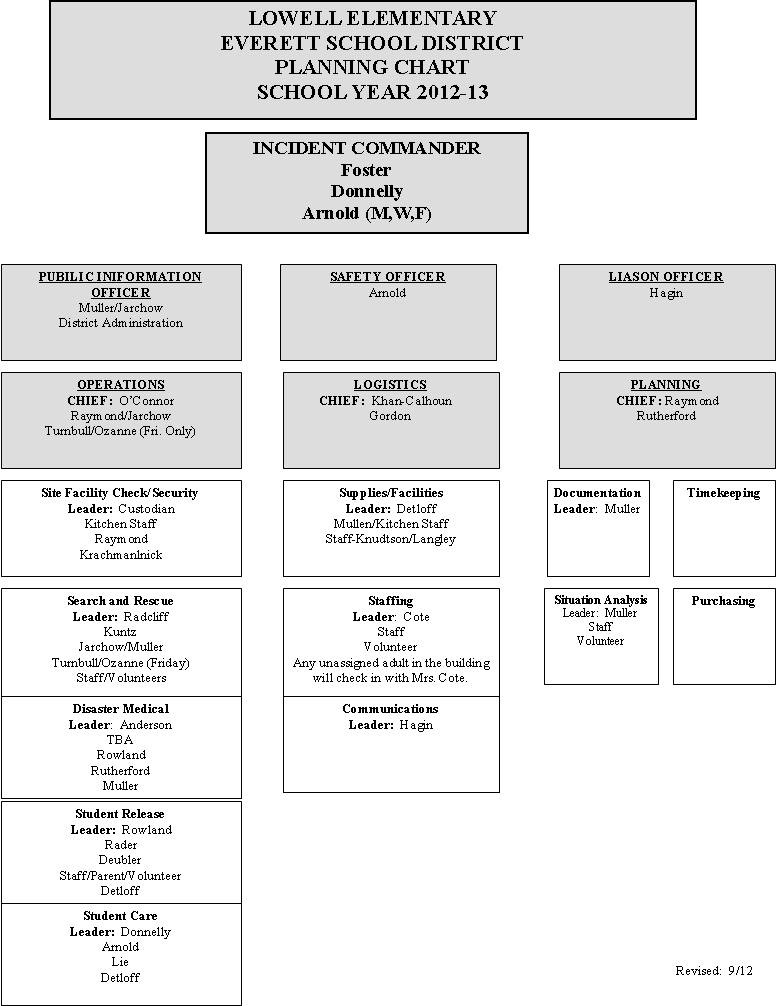 LOWELL ELEMENTARY
EVERETT SCHOOL DISTRICT
PLANNING CHART
SCHOOL YEAR 2012-13
INCIDENT COMMANDER
Foster
Donnelly
Arnold (M,W,F)
PUBILIC INIFORMATION
OFFICER
Muller/Jarchow
District Administration
SAFETY OFFICER
Arnold
LIASON OFFICER
Hagin
OPERATIONS
CHIEF: O’Connor
Raymond/Jarchow
Turnbull/Ozanne (Fri. Only)
LOGISTICS
CHIEF: Khan-Calhoun
Gordon
PLANNING
CHIEF: Raymond
Rutherford
Site Facility Check/Security
Leader: Custodian
Kitchen Staff
Raymond
Krachmanlnick
Supplies/Facilities
Leader: Detloff
Mullen/Kitchen Staff
Staff-Knudtson/Langley
Documentation
Leader: Muller
Timekeeping
Search and Rescue
Leader: Radcliff
Kuntz
Jarchow/Muller
Turnbull/Ozanne (Friday)
Staff/Volunteers
Staffing
Leader: Cote
Staff
Volunteer
Any unassigned adult in the building
will check in with Mrs. Cote.
Situation Analysis
Leader: Muller
Staff
Volunteer
Purchasing
Disaster Medical
Leader: Anderson
TBA
Rowland
Rutherford
Muller
Communications
Leader: Hagin
Student Release
Leader: Rowland
Rader
Deubler
Staff/Parent/Volunteer
Detloff
Student Care
Leader: Donnelly
Arnold
Lie
Detloff
Revised: 9/12